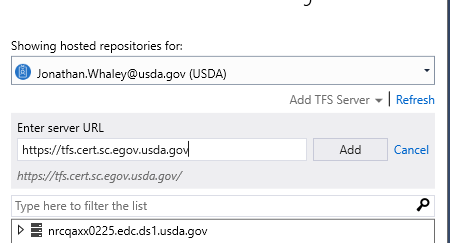 Showing hosted repositories for:
Jonathan.Whaley@usda.gov (USDA)
Add TFS Server | Refresh
Enter server URL
https://tfs.cert.sc.egov.usda.gov Add Cancel
https://tfs.cert.sc.egov.usda.gov/
Type here to filter the list
nrcqaxx0225.edc.ds1.usda.gov